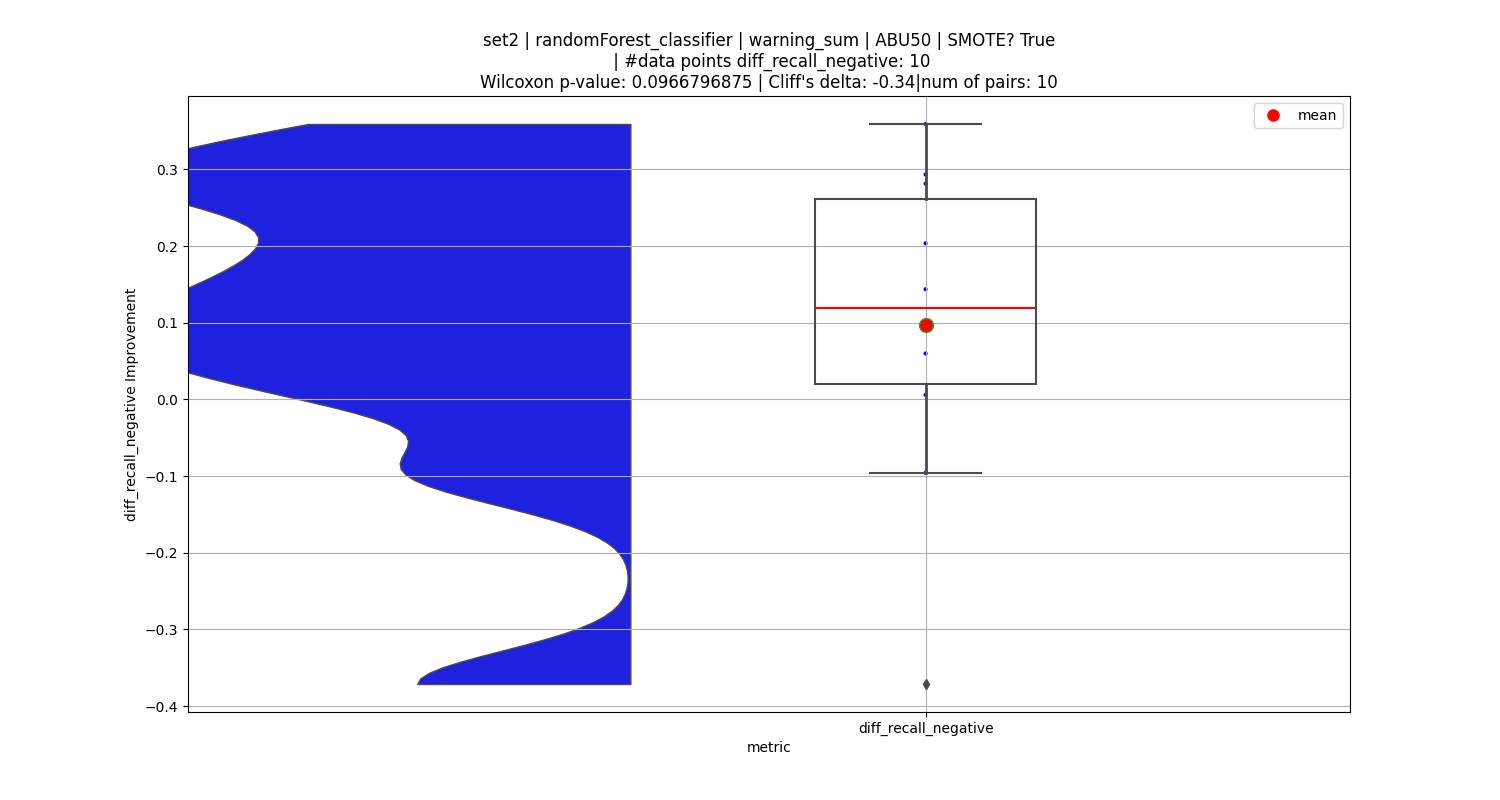 set2 | randomForest_classifier | warning_sum | ABU50 | SMOTE? True
| #data points diff_recall_negative: 10
Wilcoxon p-value: 0.0966796875 | Cliff's delta: -0.34|num of pairs: 10
mean
0.3
0.2
0.1
0.0
−0.1
−0.2
−0.3
−0.4
diff_recall_negative Improvement
diff_recall_negative
metric